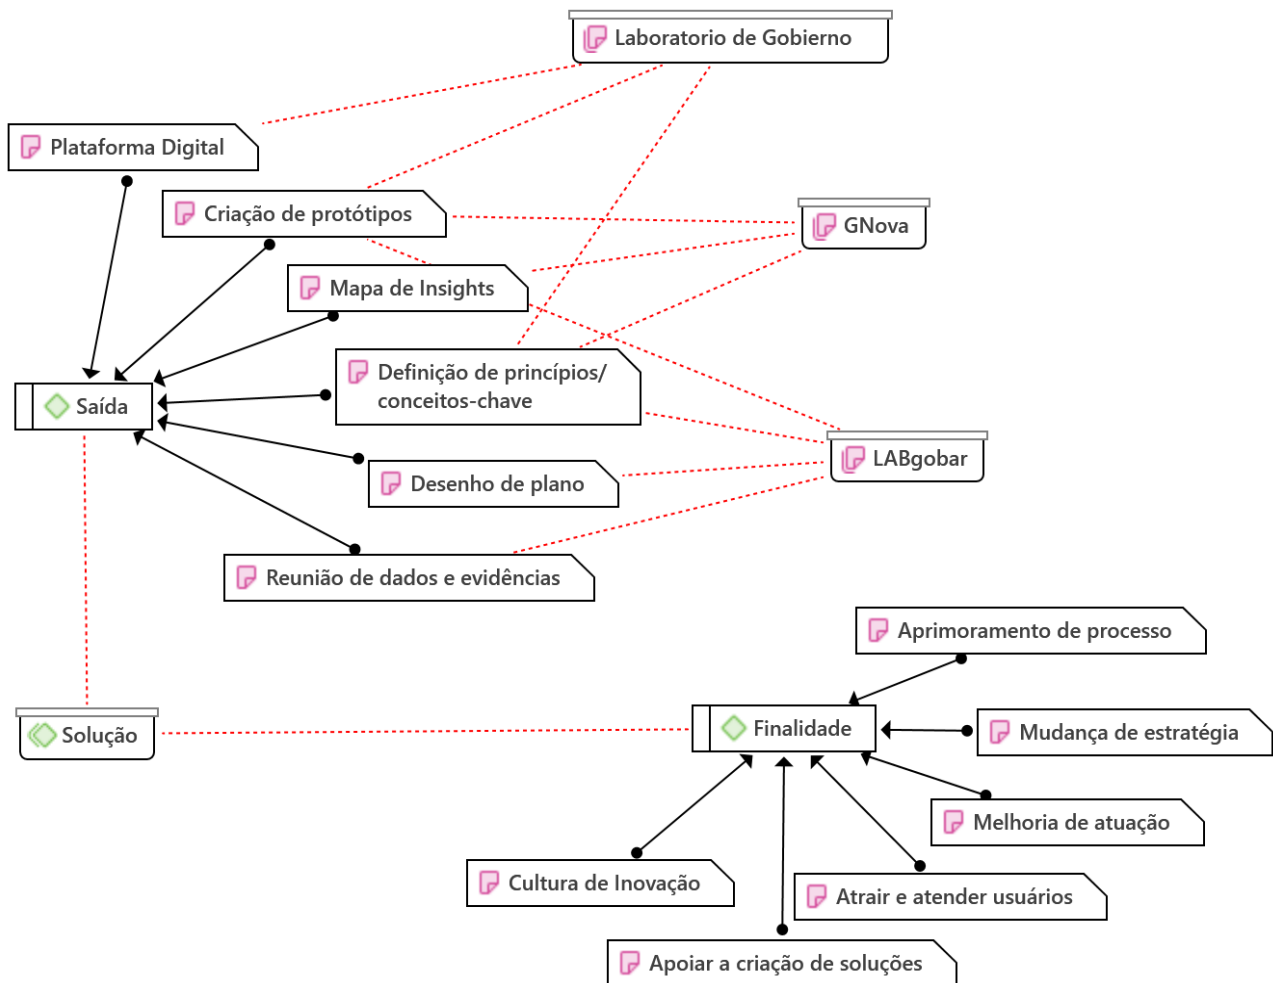 Laboratorio de Gobierno
Plataforma Digital
Criação de protótipos
GNova
Mapa de Insights
Definição de princípios/
conceitos-chave
Saída
LABgobar
Desenho de plano
Reunião de dados e evidências
Aprimoramento de processo
Solução
Finalidade
Mudança de estratégia
Melhoria de atuação
Cultura de Inovação
Atrair e atender usuários
Apoiar a criação de soluções